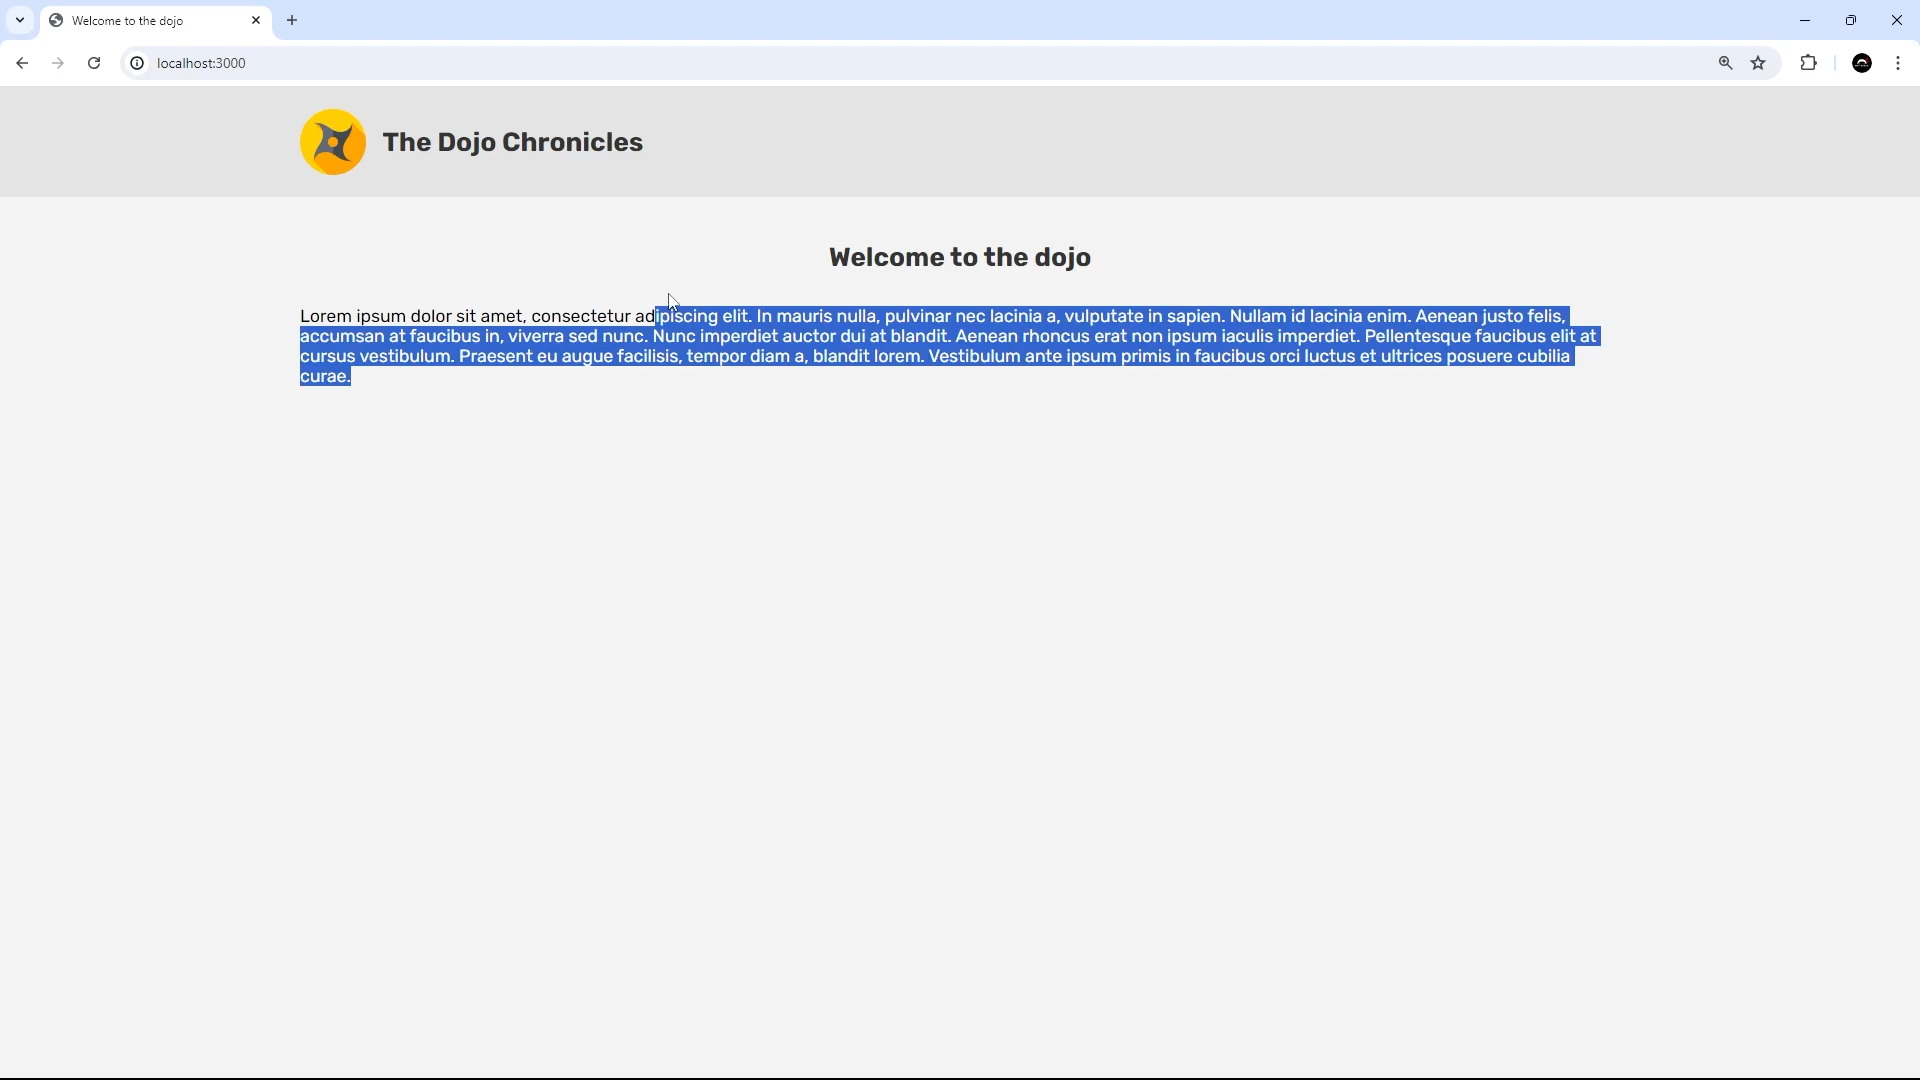 Welcome to the dojo
localhost:3000
The Dojo Chronicles
Welcome to the dojo
Lorem ipsum dolor sit amet, consectetur adipiscing elit. In mauris nulla, pulvinar nec lacinia a, vulputate in sapien. Nullam id lacinia enim. Aenean justo felis,
accumsan at faucibus in, viverra sed nunc. Nunc imperdiet auctor dui at blandit. Aenean rhoncus erat non ipsum iaculis imperdiet. Pellentesque faucibus elit at
cursus vestibulum. Praesent eu augue facilisis, tempor diam a, blandit lorem. Vestibulum ante ipsum primis in faucibus orci luctus et ultrices posuere cubilia
curae.